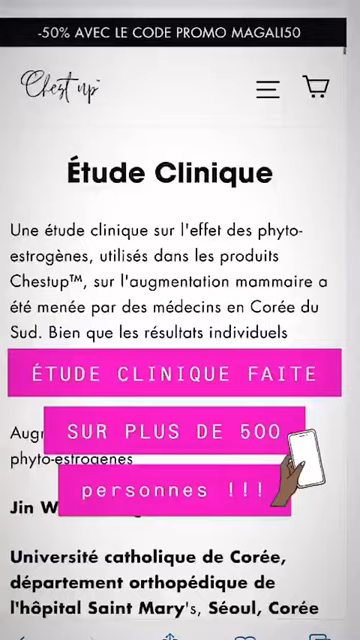 -50% AVEC LE CODE PROMO MAGALI50
Chest up™
Étude Clinique
Une étude clinique sur l'effet des phyto-
estrogènes, utilisés dans les produits
Chestup™, sur l'augmentation mammaire a
été menée par des médecins en Corée du
Sud. Bien que les résultats individuels
ÉTUDE CLINIQUE FAITE
SUR PLUS DE 500
phyto-estrogenes
personnes !!!
Jin
Université catholique de Corée,
département orthopédique de
l'hôpital Saint Mary's, Séoul, Corée